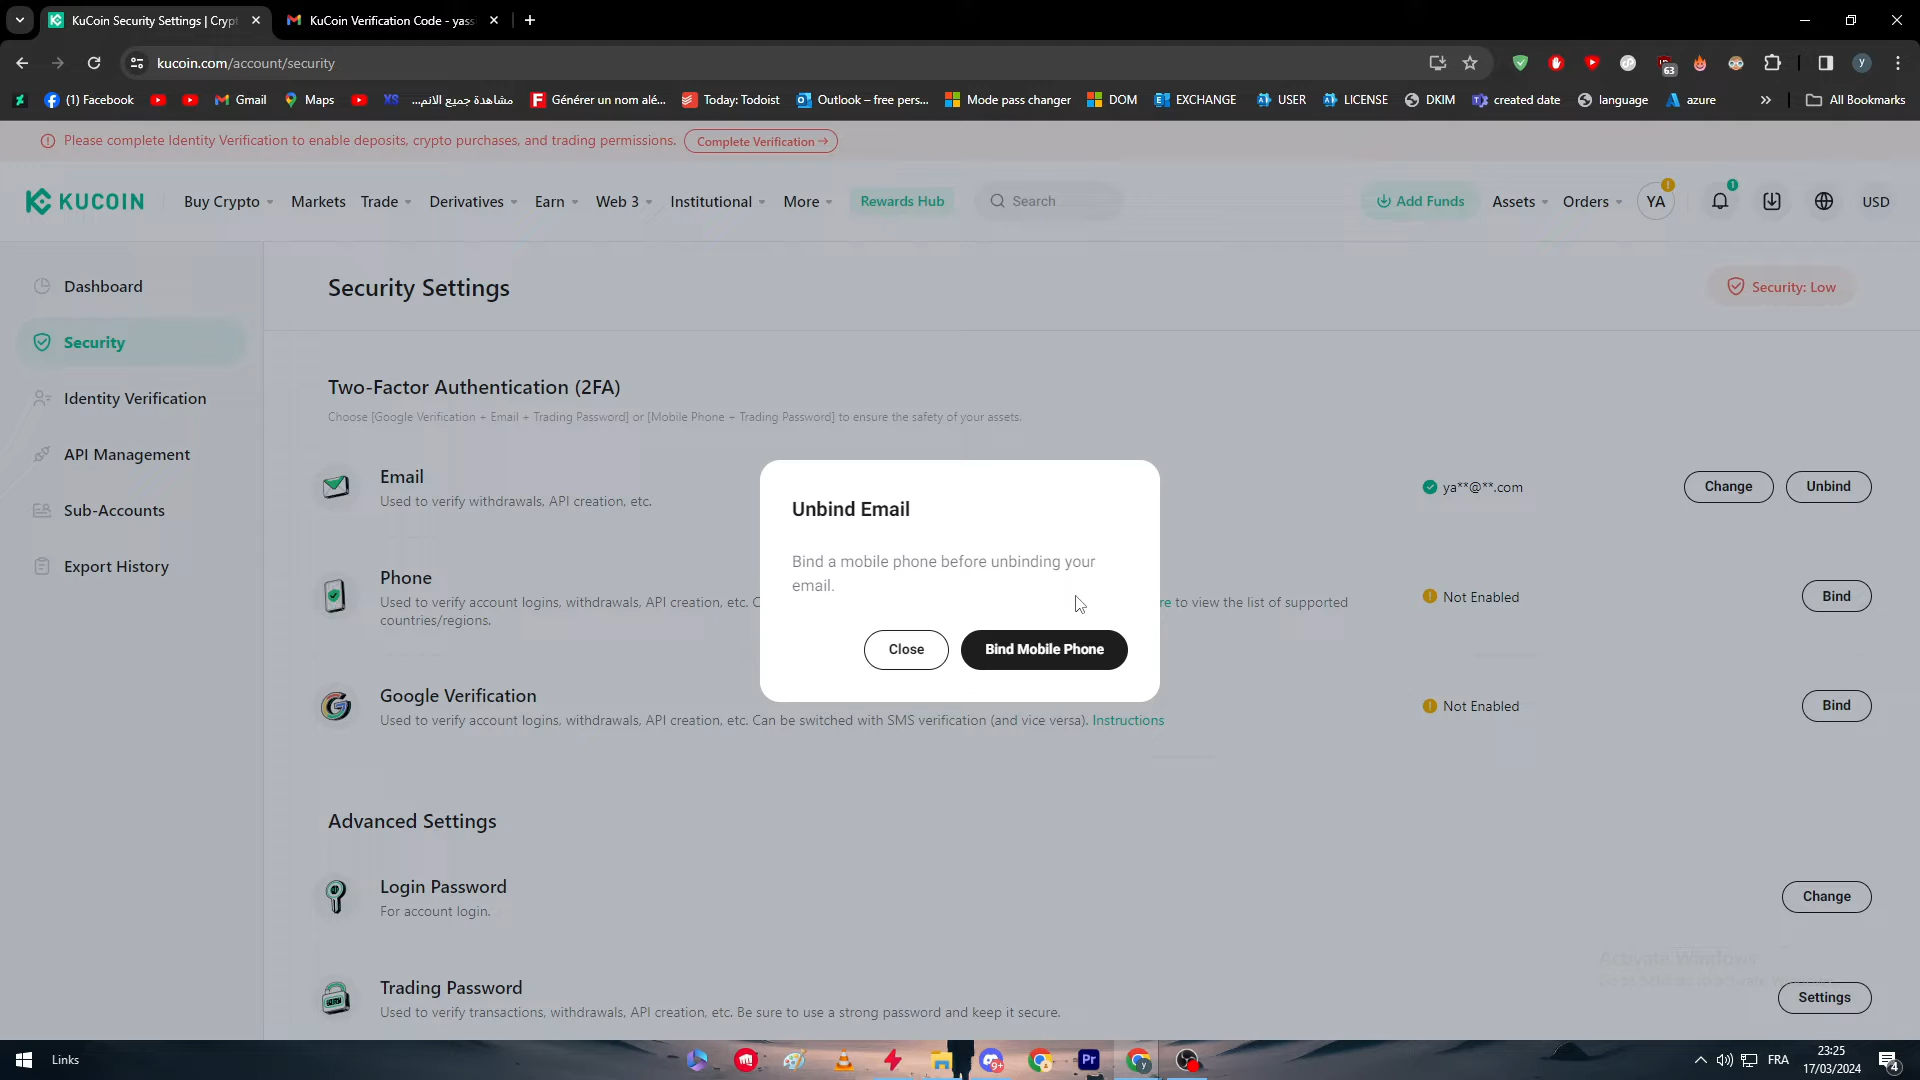 KuCoin Security Settings | Crypt
KuCoin Verification Code - yass
kucoin.com/account/security
63
y
(1) Facebook
Gmail
Maps
XS
مشاهدة جميع الانم...
Générer un nom alé...
Today: Todoist
Outlook – free pers...
Mode pass changer
DOM
EXCHANGE
USER
LICENSE
DKIM
created date
language
azure
»
All Bookmarks
Please complete Identity Verification to enable deposits, crypto purchases, and trading permissions.
Complete Verification →
KUCOIN
Buy Crypto
Markets
Trade
Derivatives
Earn
Web 3
Institutional
More
Rewards Hub
Search
Add Funds
Assets
Orders
YA
1
USD
Dashboard
Security
Identity Verification
API Management
Sub-Accounts
Export History
Security Settings
Security: Low
Two-Factor Authentication (2FA)
Choose [Google Verification + Email + Trading Password] or [Mobile Phone + Trading Password] to ensure the safety of your assets.
Email
Used to verify withdrawals, API creation, etc.
ya**@**.com
Change
Unbind
Phone
Used to verify account logins, withdrawals, API creation, etc. C
re to view the list of supported
countries/regions.
Not Enabled
Bind
Unbind Email
Bind a mobile phone before unbinding your
email.
Close
Bind Mobile Phone
Google Verification
Used to verify account logins, withdrawals, API creation, etc. Can be switched with SMS verification (and vice versa). Instructions
Not Enabled
Bind
Advanced Settings
Login Password
For account login.
Change
Trading Password
Used to verify transactions, withdrawals, API creation, etc. Be sure to use a strong password and keep it secure.
Settings
Activate Windows
Links
9+
Pr
y
FRA
23:25
17/03/2024
4